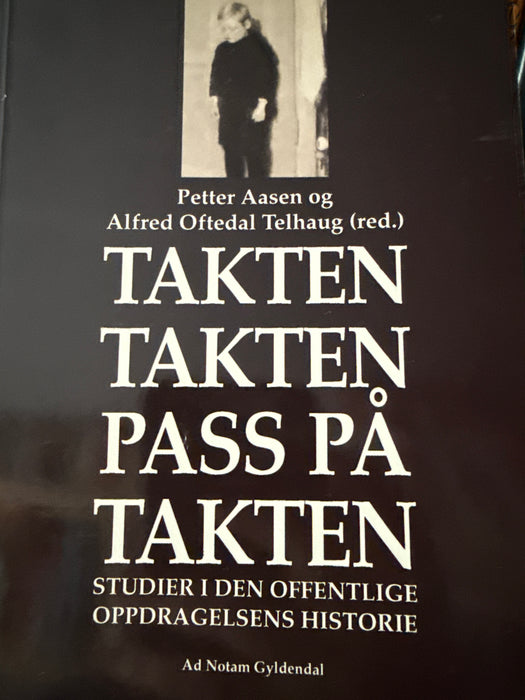 Petter Aasen og
Alfred Oftedal Telhaug (red.)
TAKTEN
TAKTEN
PASS PÅ
TAKTEN
STUDIER I DEN OFFENTLIGE
OPPDRAGELSENS HISTORIE
Ad Notam Gyldendal